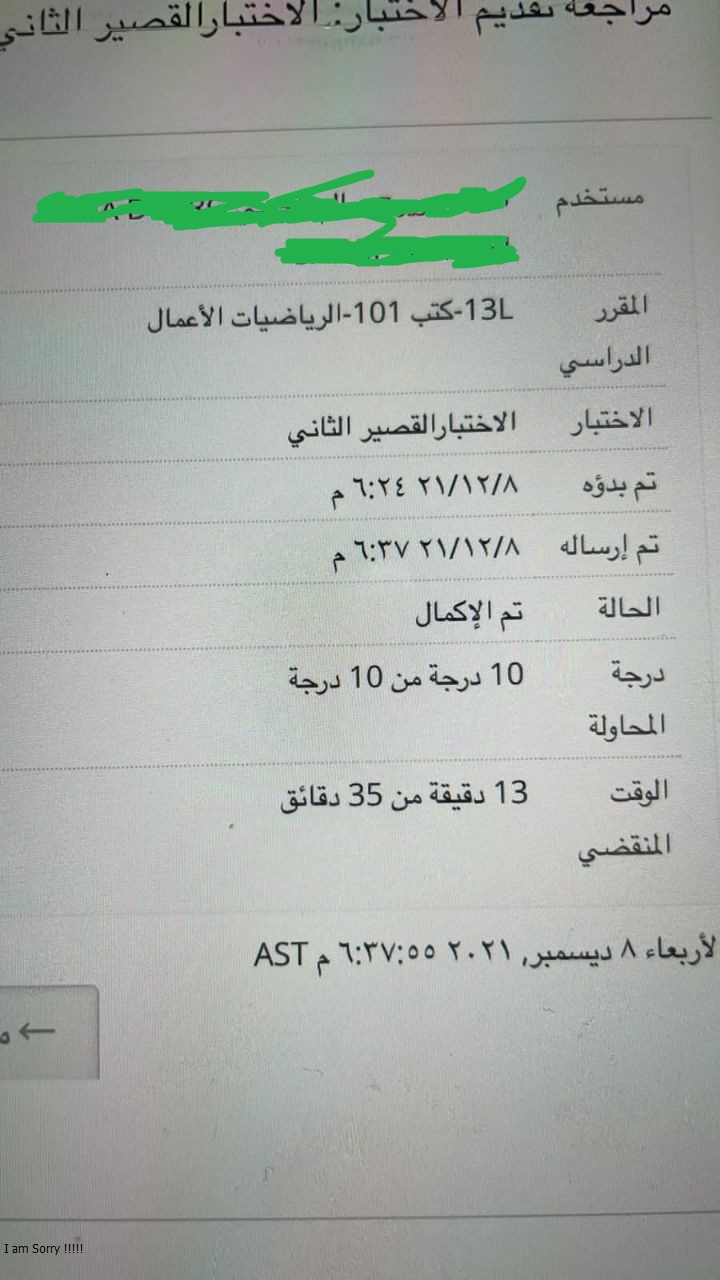 مراجعة تقديم الاختبار: الاختبارالقصير الثاني
مستخدم
المقرر الدراسي 13L-كتب 101-الرياضيات الأعمال
الاختبار الاختبارالقصير الثاني
تم بدؤه ٢١/١٢/٨ ٦:٢٤ م
تم إرساله ٢١/١٢/٨ ٦:٣٧ م
الحالة تم الإكمال
درجة المحاولة 10 درجة من 10 درجة
الوقت المنقضي 13 دقيقة من 35 دقائق
لأربعاء ٨ ديسمبر, ٢٠٢١ ٦:٣٧:٥٥ م AST
←
I am Sorry !!!!!